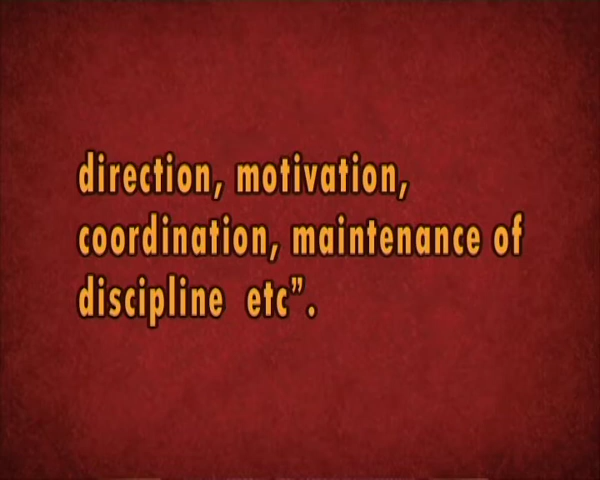 direction, motivation,
coordination, maintenance of
discipline  etc”.